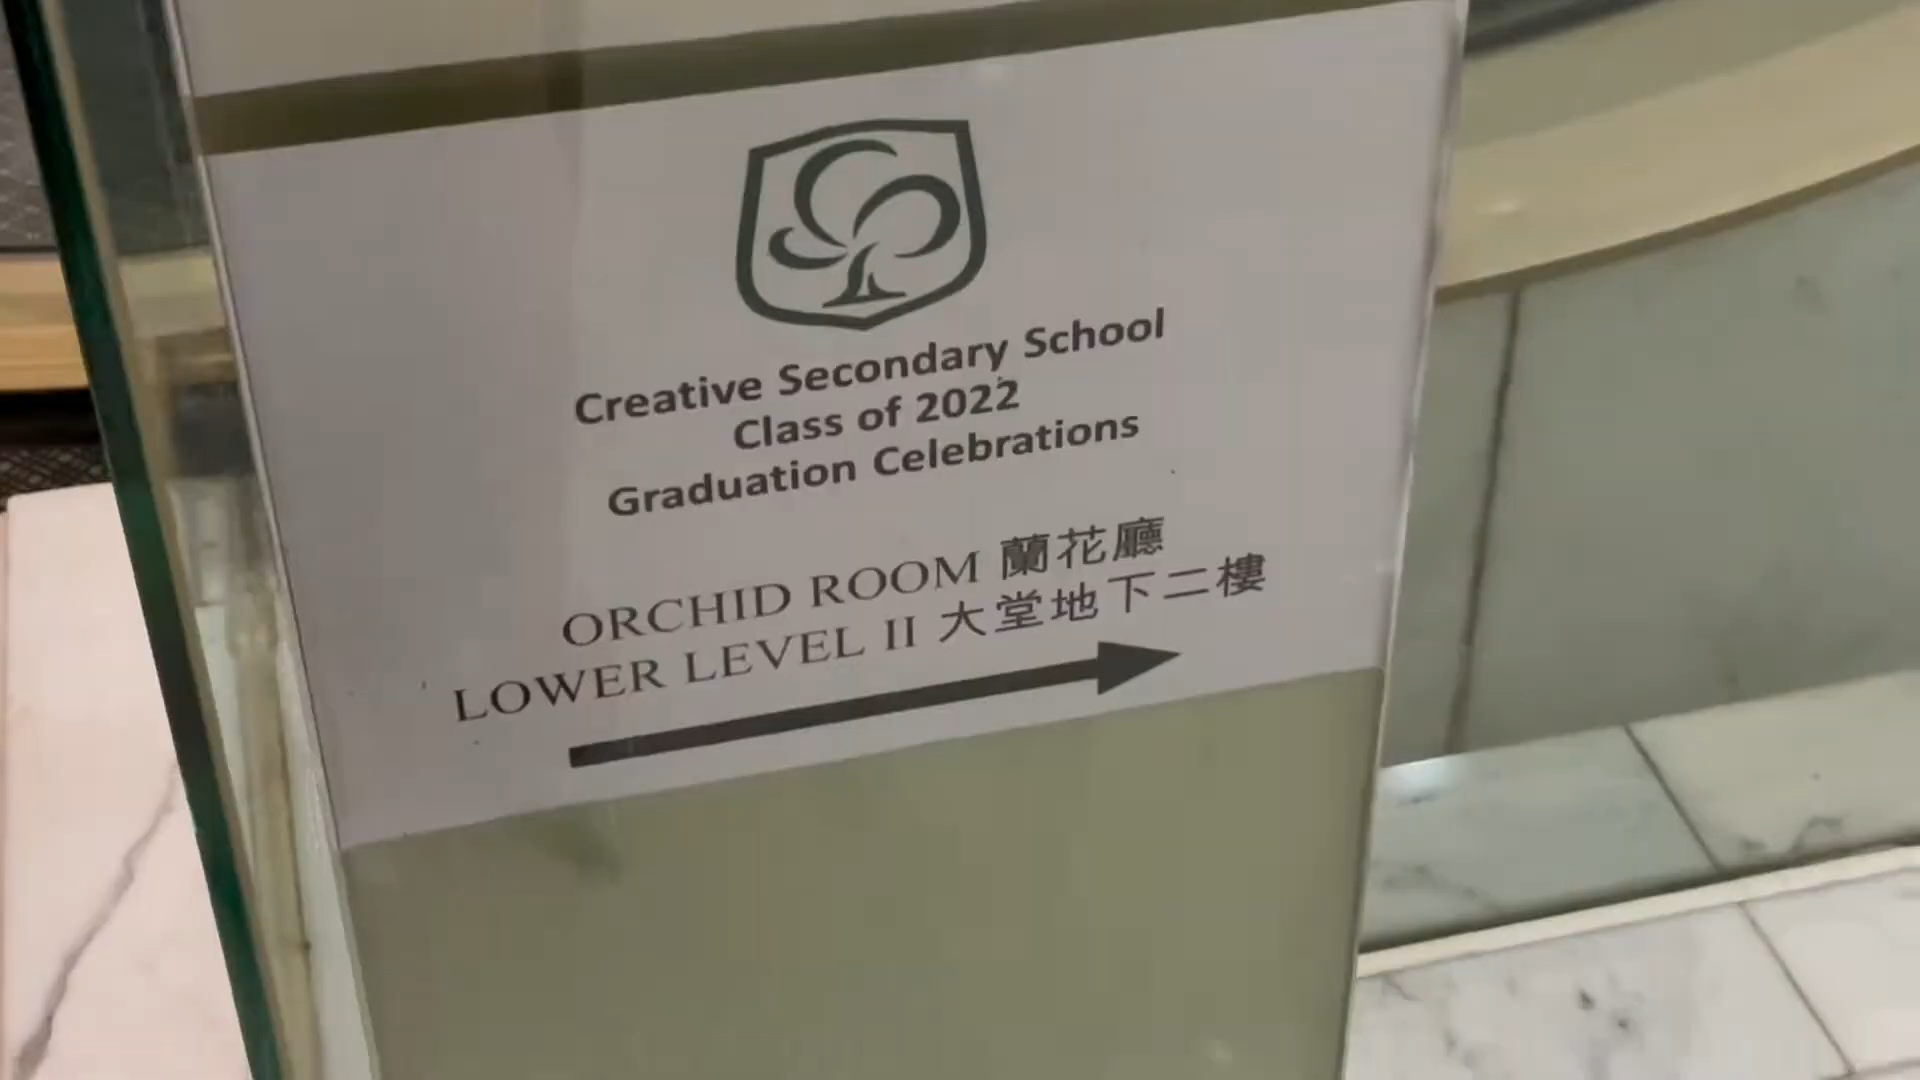 Creative Secondary School
Class of 2022
Graduation Celebrations
ORCHID ROOM 蘭花廳
LOWER LEVEL II 大堂地下二樓